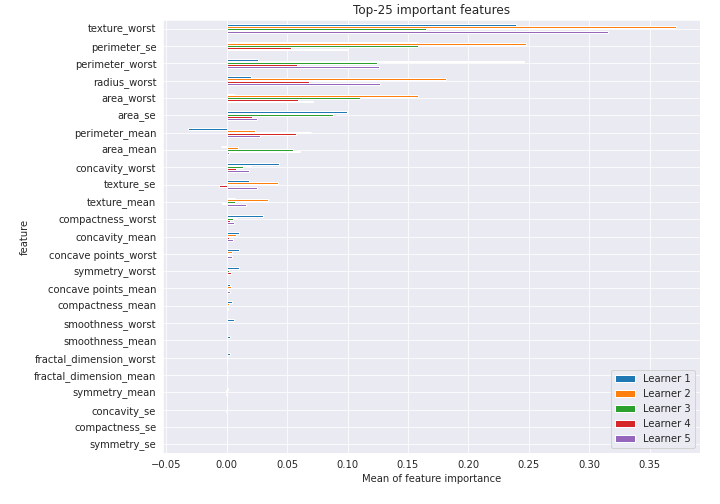 Top-25 important features
texture_worst
perimeter_se
perimeter_worst
radius_worst
area_worst
area_se
perimeter_mean
area_mean
concavity_worst
texture_se
texture_mean
compactness_worst
concavity_mean
concave points_worst
symmetry_worst
concave points_mean
compactness_mean
smoothness_worst
smoothness_mean
fractal_dimension_worst
fractal_dimension_mean
symmetry_mean
concavity_se
compactness_se
symmetry_se
feature
Learner 1
Learner 2
Learner 3
Learner 4
Learner 5
−0.05 0.00 0.05 0.10 0.15 0.20 0.25 0.30 0.35
Mean of feature importance